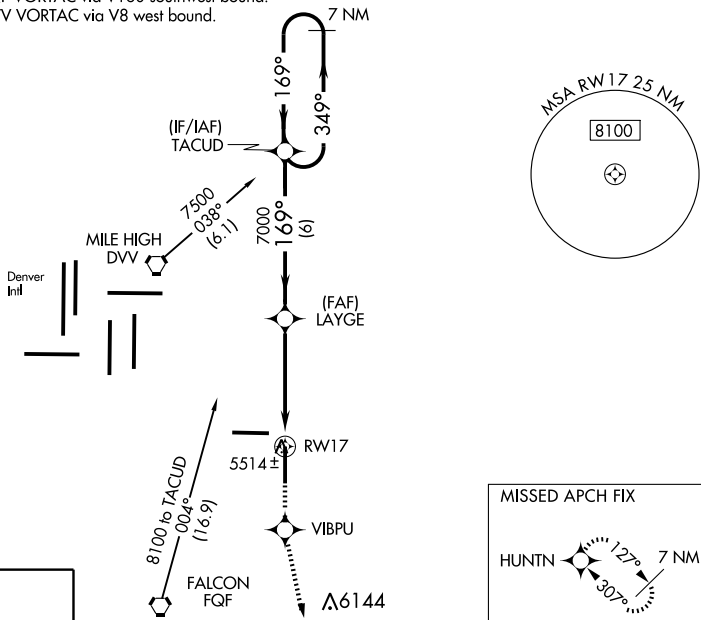 VORTAC via V8 west bound.
7 NM
169°
349°
(IF/IAF)
TACUD
MSA RW17 25 NM
8100
7500
038°
(6.1)
7000
169°
(6)
MILE HIGH
DVV
Denver
Intl
(FAF)
LAYGE
RW17
5514±
8100 to TACUD
004°
(16.9)
VIBPU
FALCON
FQF
6144
MISSED APCH FIX
HUNTN
127°
307°
7 NM